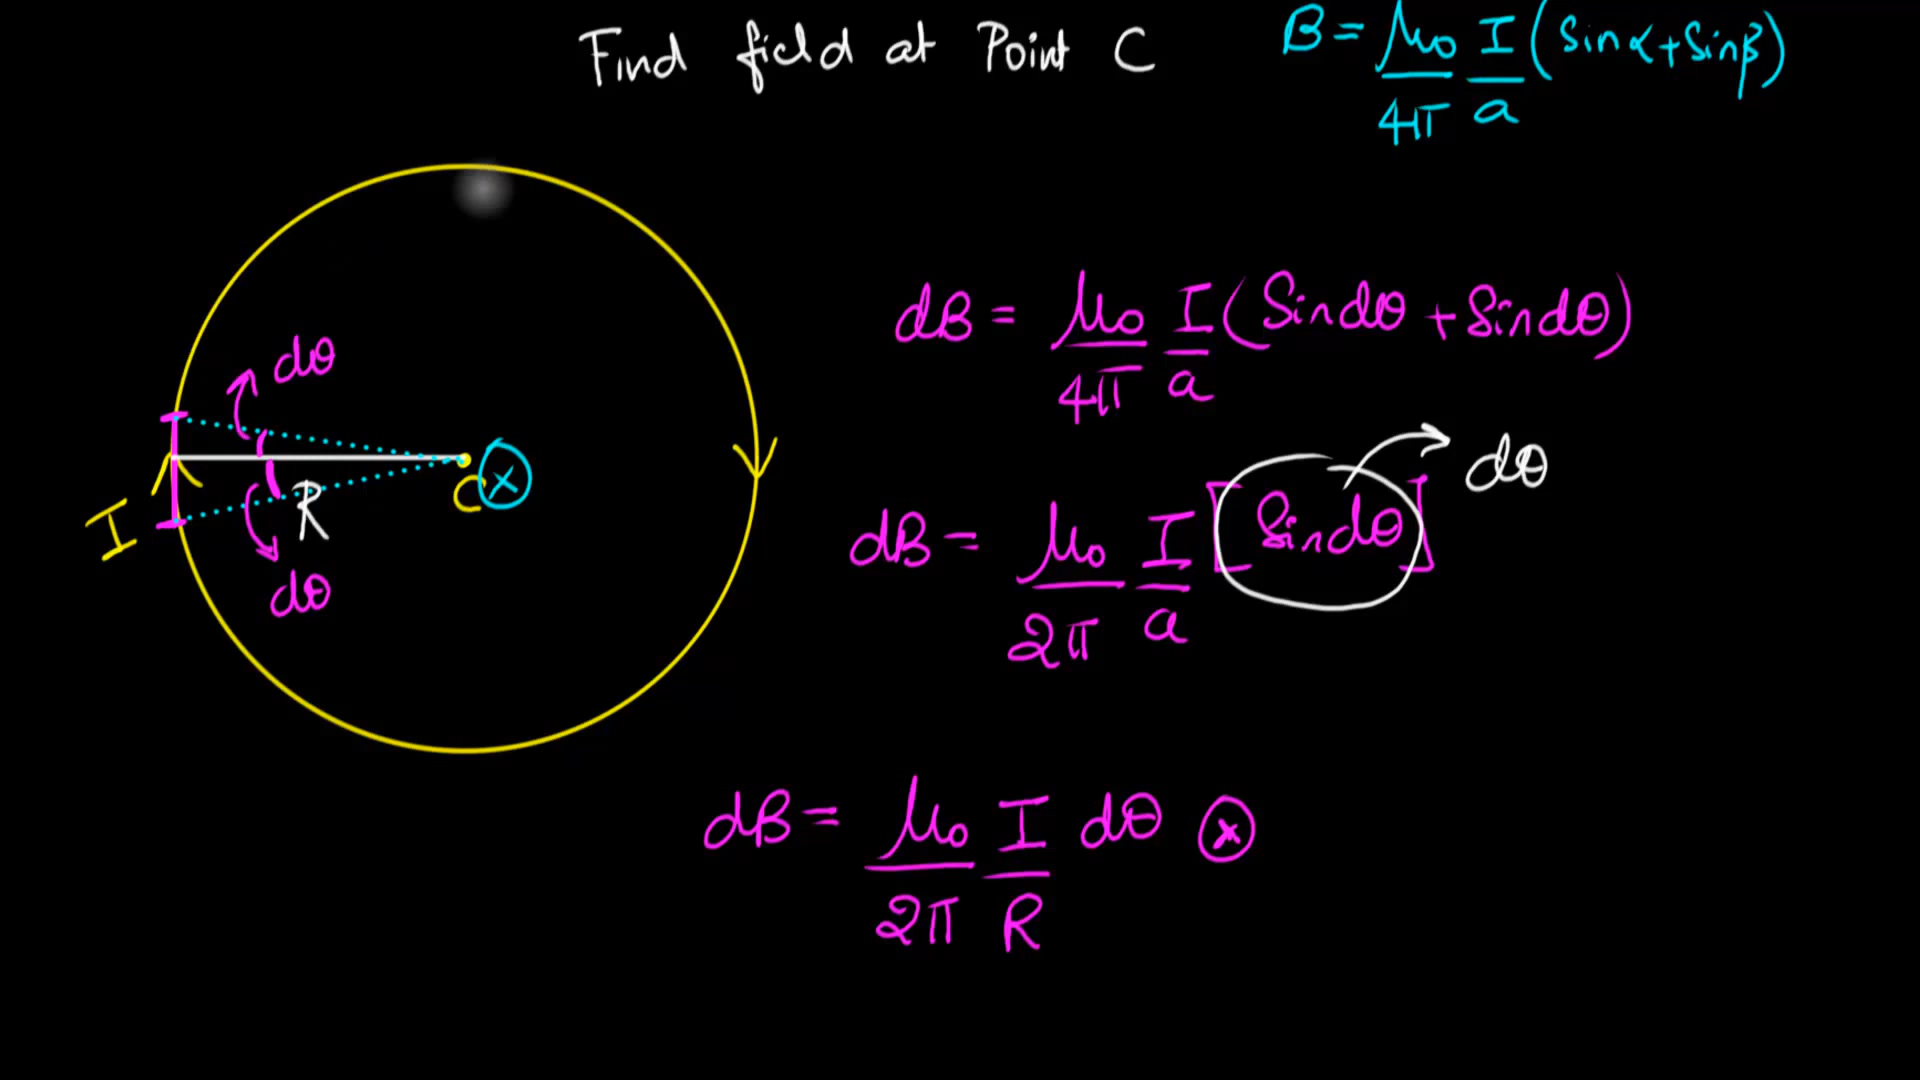 Find field at Point C
B = μ₀/4π I/a (Sinα + Sinβ)
dB = μ₀/4π I/a (Sindθ + Sindθ)
dθ
I
R
C ⊗
dθ
dB = μ₀/2π I/a [Sindθ] → dθ
dB = μ₀/2π I/R dθ ⊗